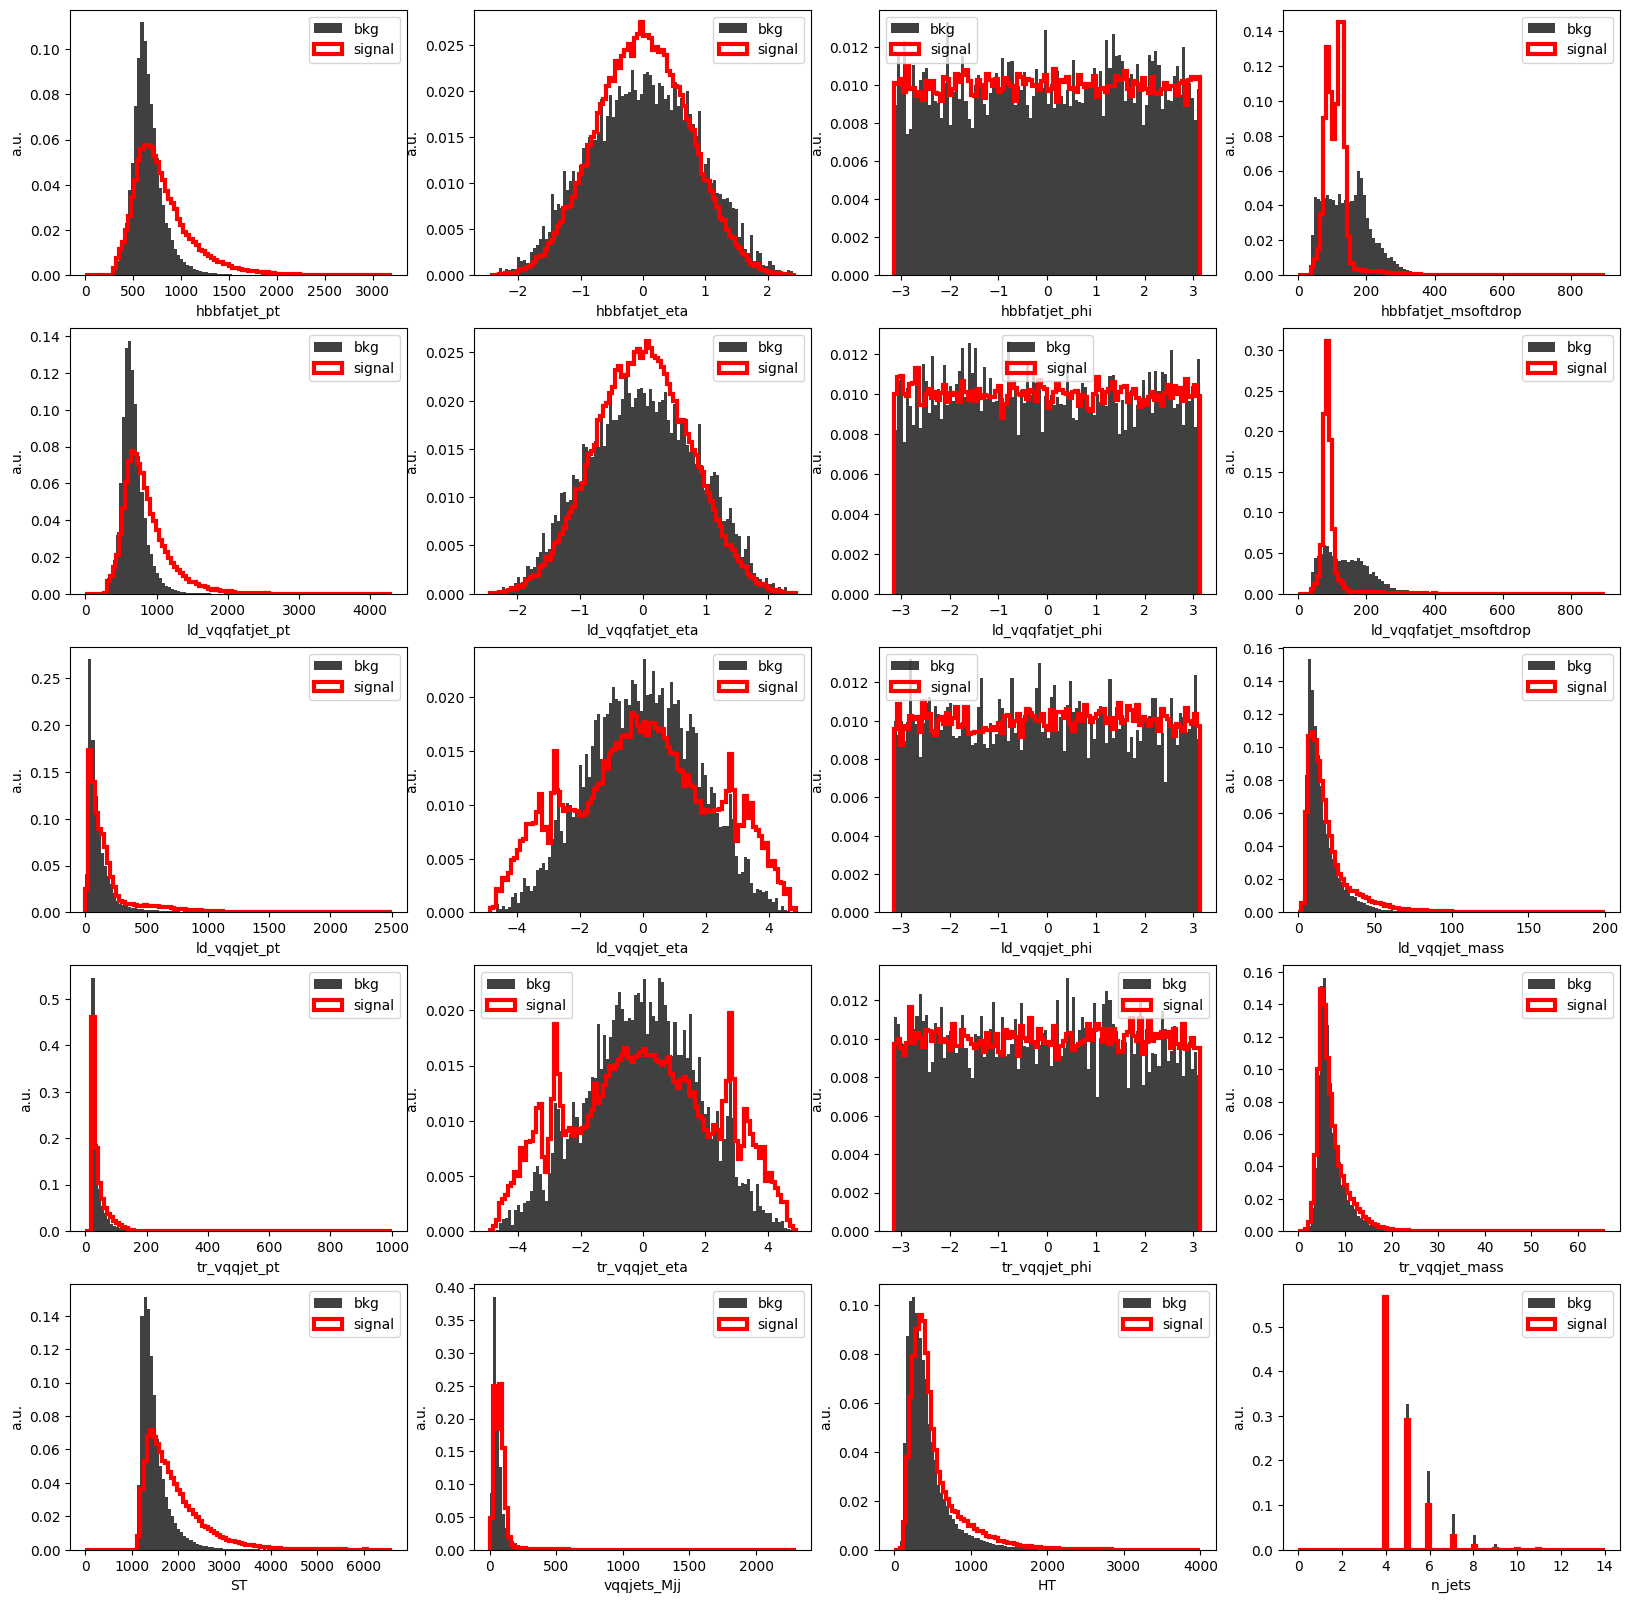 0.10
0.08
0.06
0.04
0.02
0.00
a.u.
bkg
signal
0 500 1000 1500 2000 2500 3000
hbbfatjet_pt
0.025
0.020
0.015
0.010
0.005
0.000
a.u.
bkg
signal
−2 −1 0 1 2
hbbfatjet_eta
0.012
0.010
0.008
0.006
0.004
0.002
0.000
a.u.
bkg
signal
−3 −2 −1 0 1 2 3
hbbfatjet_phi
0.14
0.12
0.10
0.08
0.06
0.04
0.02
0.00
a.u.
bkg
signal
0 200 400 600 800
hbbfatjet_msoftdrop
0.14
0.12
0.10
0.08
0.06
0.04
0.02
0.00
a.u.
bkg
signal
0 1000 2000 3000 4000
ld_vqqfatjet_pt
0.025
0.020
0.015
0.010
0.005
0.000
a.u.
bkg
signal
−2 −1 0 1 2
ld_vqqfatjet_eta
0.012
0.010
0.008
0.006
0.004
0.002
0.000
a.u.
bkg
signal
−3 −2 −1 0 1 2 3
ld_vqqfatjet_phi
0.30
0.25
0.20
0.15
0.10
0.05
0.00
a.u.
bkg
signal
0 200 400 600 800
ld_vqqfatjet_msoftdrop
0.25
0.20
0.15
0.10
0.05
0.00
a.u.
bkg
signal
0 500 1000 1500 2000 2500
ld_vqqjet_pt
0.020
0.015
0.010
0.005
0.000
a.u.
bkg
signal
−4 −2 0 2 4
ld_vqqjet_eta
0.012
0.010
0.008
0.006
0.004
0.002
0.000
a.u.
bkg
signal
−3 −2 −1 0 1 2 3
ld_vqqjet_phi
0.16
0.14
0.12
0.10
0.08
0.06
0.04
0.02
0.00
a.u.
bkg
signal
0 50 100 150 200
ld_vqqjet_mass
0.5
0.4
0.3
0.2
0.1
0.0
a.u.
bkg
signal
0 200 400 600 800 1000
tr_vqqjet_pt
0.020
0.015
0.010
0.005
0.000
a.u.
bkg
signal
−4 −2 0 2 4
tr_vqqjet_eta
0.012
0.010
0.008
0.006
0.004
0.002
0.000
a.u.
bkg
signal
−3 −2 −1 0 1 2 3
tr_vqqjet_phi
0.16
0.14
0.12
0.10
0.08
0.06
0.04
0.02
0.00
a.u.
bkg
signal
0 10 20 30 40 50 60
tr_vqqjet_mass
0.14
0.12
0.10
0.08
0.06
0.04
0.02
0.00
a.u.
bkg
signal
0 1000 2000 3000 4000 5000 6000
ST
0.40
0.35
0.30
0.25
0.20
0.15
0.10
0.05
0.00
a.u.
bkg
signal
0 500 1000 1500 2000
vqqjets_Mjj
0.10
0.08
0.06
0.04
0.02
0.00
a.u.
bkg
signal
0 1000 2000 3000 4000
HT
0.5
0.4
0.3
0.2
0.1
0.0
a.u.
bkg
signal
0 2 4 6 8 10 12 14
n_jets